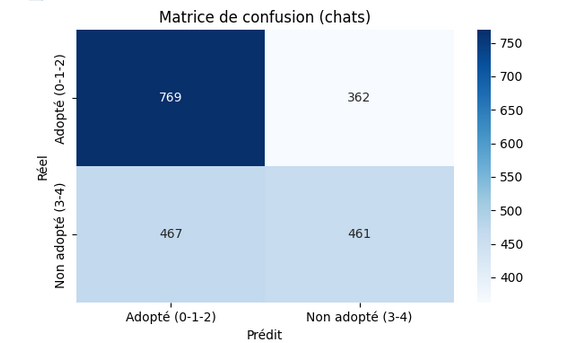 Matrice de confusion (chats)
Réel
Adopté (0-1-2)
Non adopté (3-4)
769
362
467
461
Adopté (0-1-2)
Non adopté (3-4)
Prédit
750
700
650
600
550
500
450
400